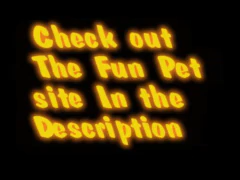 Check out
The Fun Pet
site In the
Description